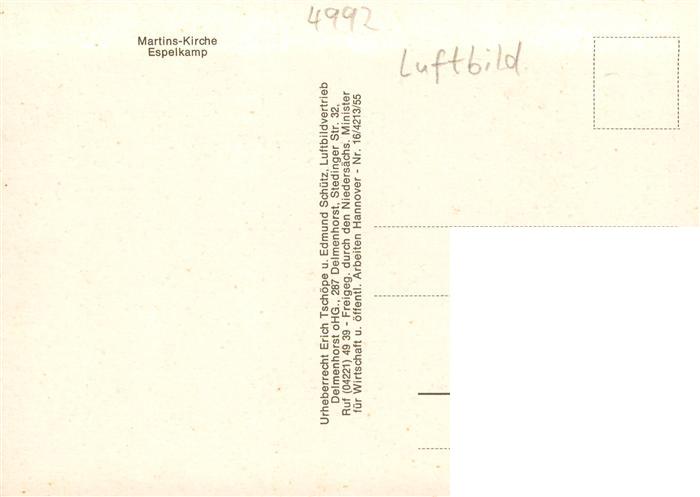 4992
Martins-Kirche
Espelkamp
Luftbild
Urheberrecht Erich Tschöpe u. Edmund Schütz, Luftbildvertrieb
Delmenhorst oHG., 287 Delmenhorst, Stedinger Str. 32,
Ruf (04221) 49 39 - Freigeg. durch den Niedersächs. Minister
für Wirtschaft u. öffentl. Arbeiten Hannover - Nr. 16/4213/55